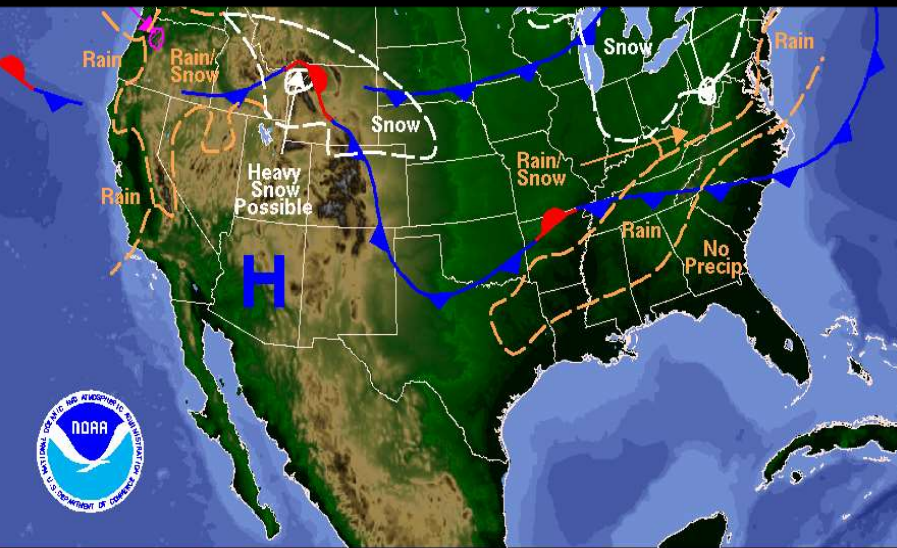 Rain
Rain/
Snow
Snow
Rain
Snow
Rain/
Snow
Rain
Heavy
Snow
Possible
Rain
No
Precip
H
NOAA
NATIONAL OCEANIC AND ATMOSPHERIC ADMINISTRATION
U.S. DEPARTMENT OF COMMERCE